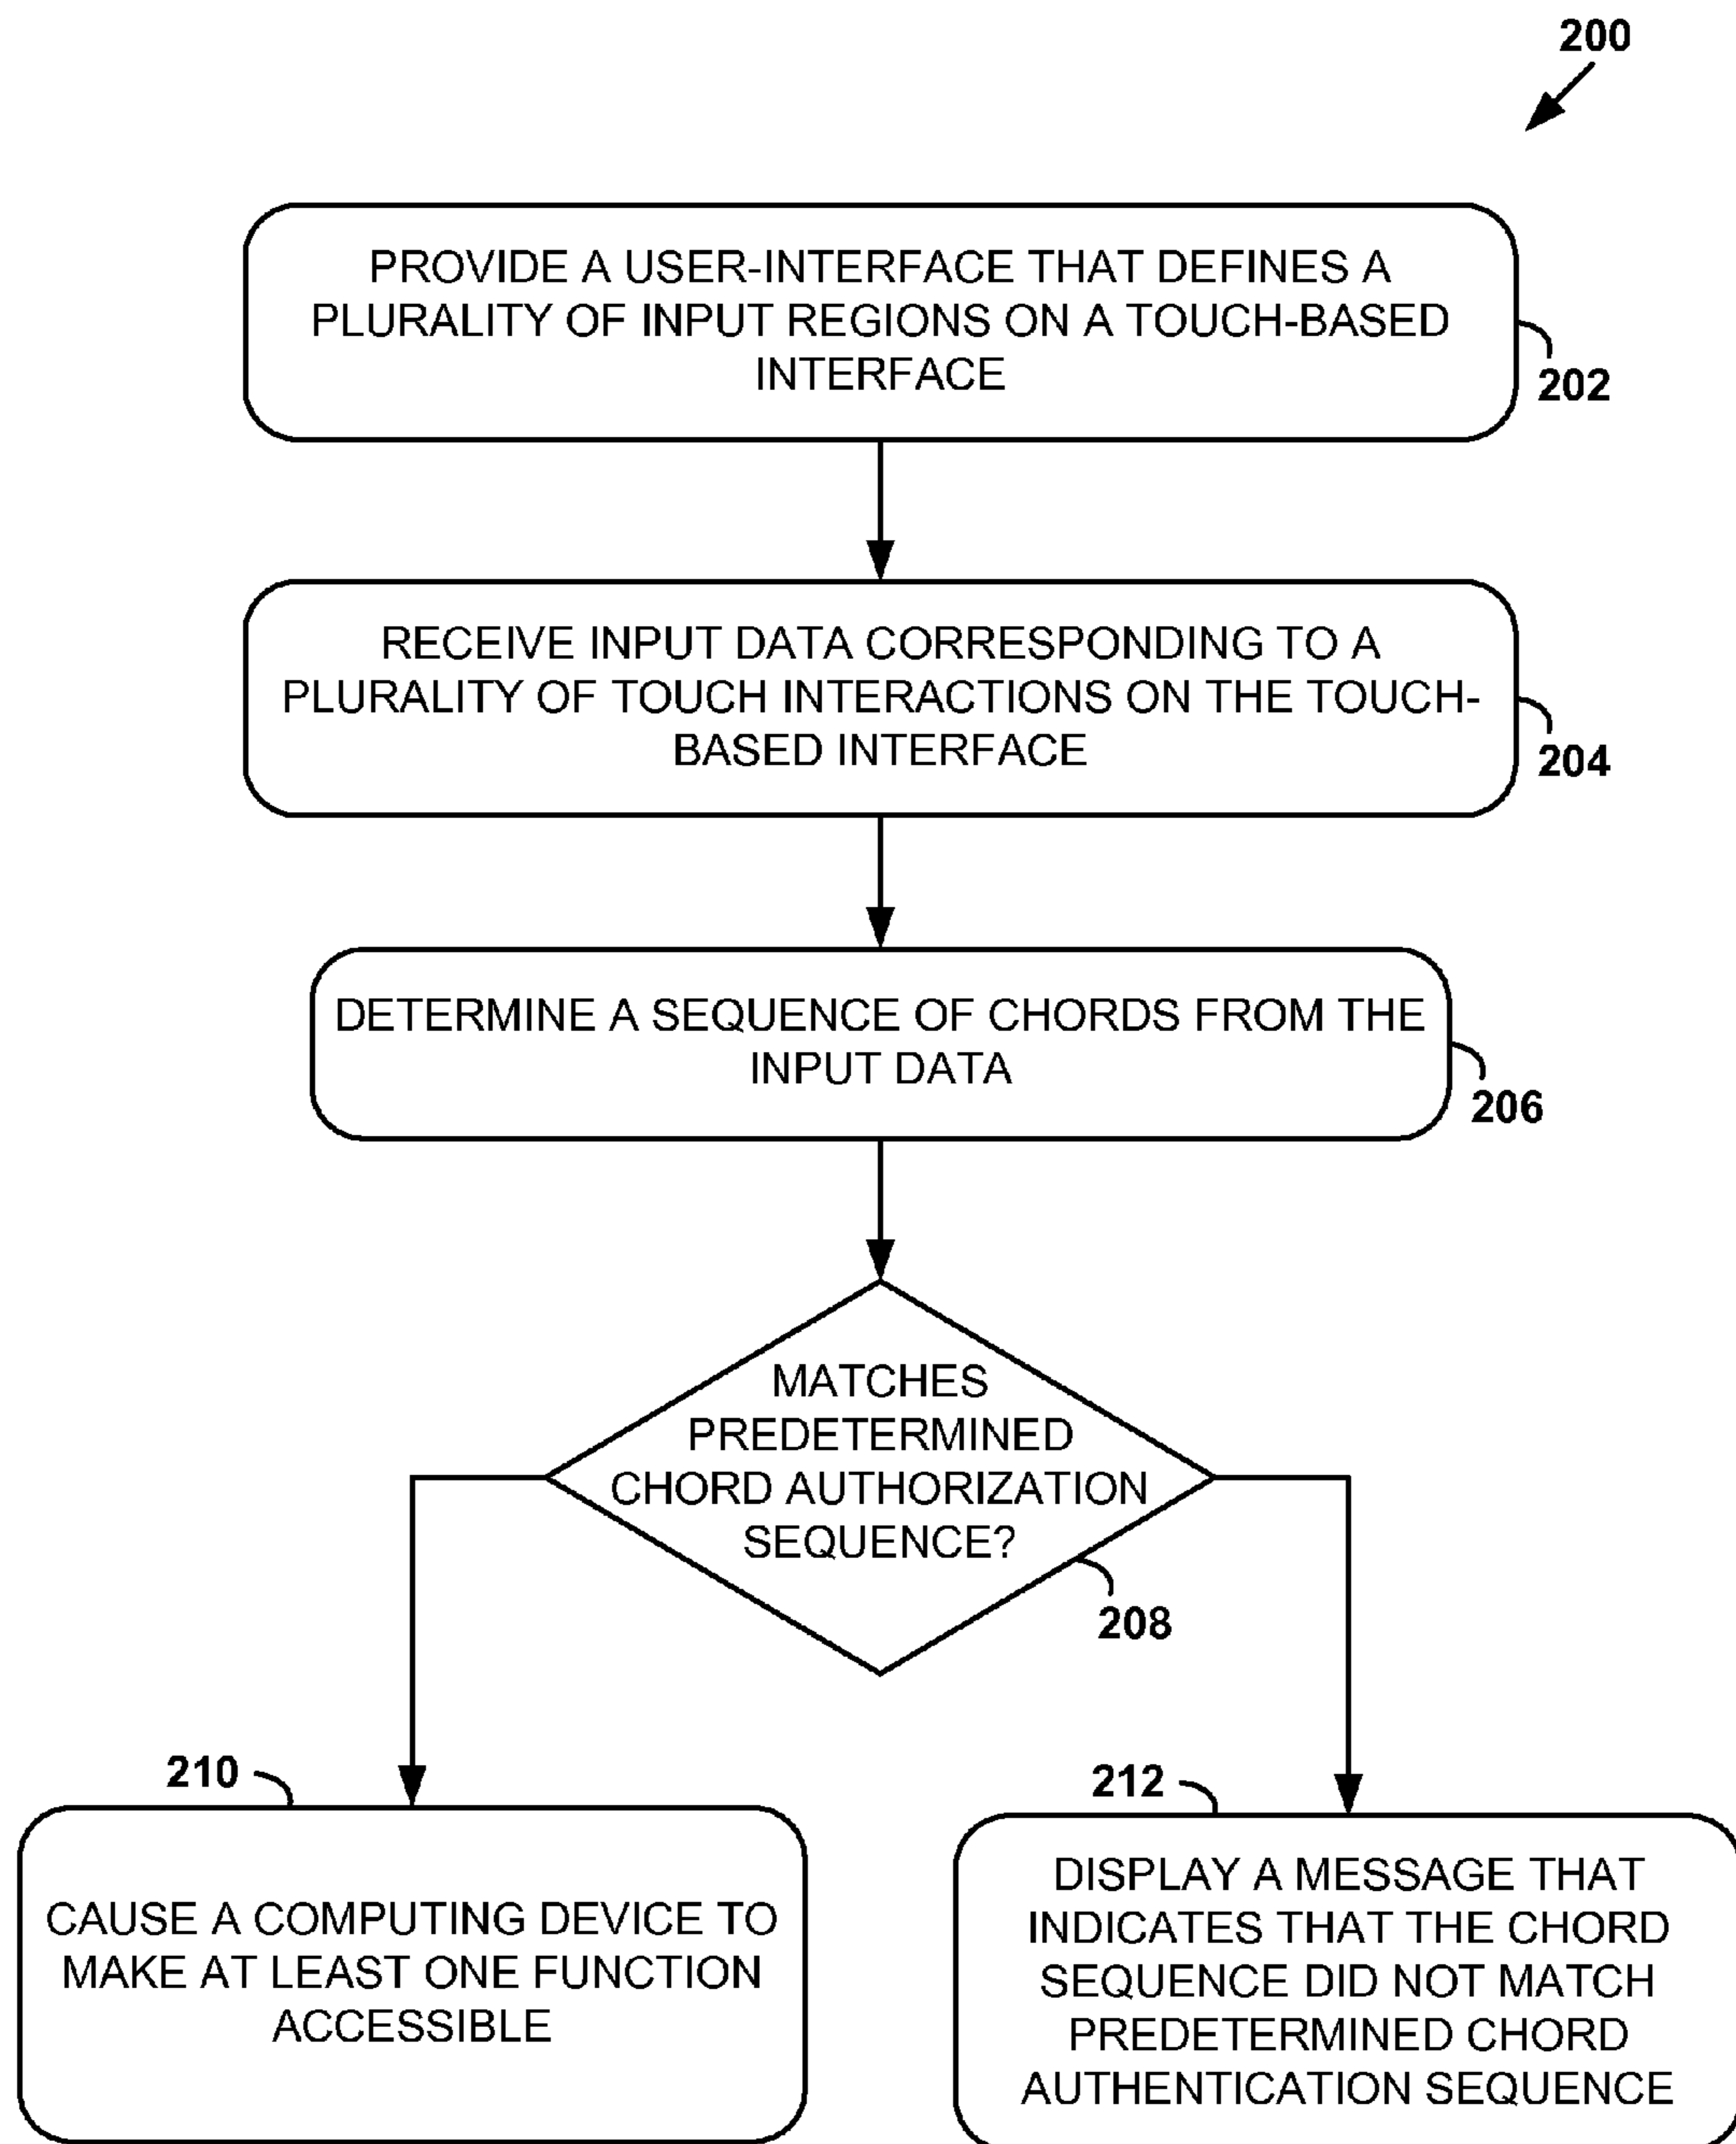 200
PROVIDE A USER-INTERFACE THAT DEFINES A
PLURALITY OF INPUT REGIONS ON A TOUCH-BASED
INTERFACE
202
RECEIVE INPUT DATA CORRESPONDING TO A
PLURALITY OF TOUCH INTERACTIONS ON THE TOUCH-
BASED INTERFACE
204
DETERMINE A SEQUENCE OF CHORDS FROM THE
INPUT DATA
206
MATCHES
PREDETERMINED
CHORD AUTHORIZATION
SEQUENCE?
208
210
CAUSE A COMPUTING DEVICE TO
MAKE AT LEAST ONE FUNCTION
ACCESSIBLE
212
DISPLAY A MESSAGE THAT
INDICATES THAT THE CHORD
SEQUENCE DID NOT MATCH
PREDETERMINED CHORD
AUTHENTICATION SEQUENCE